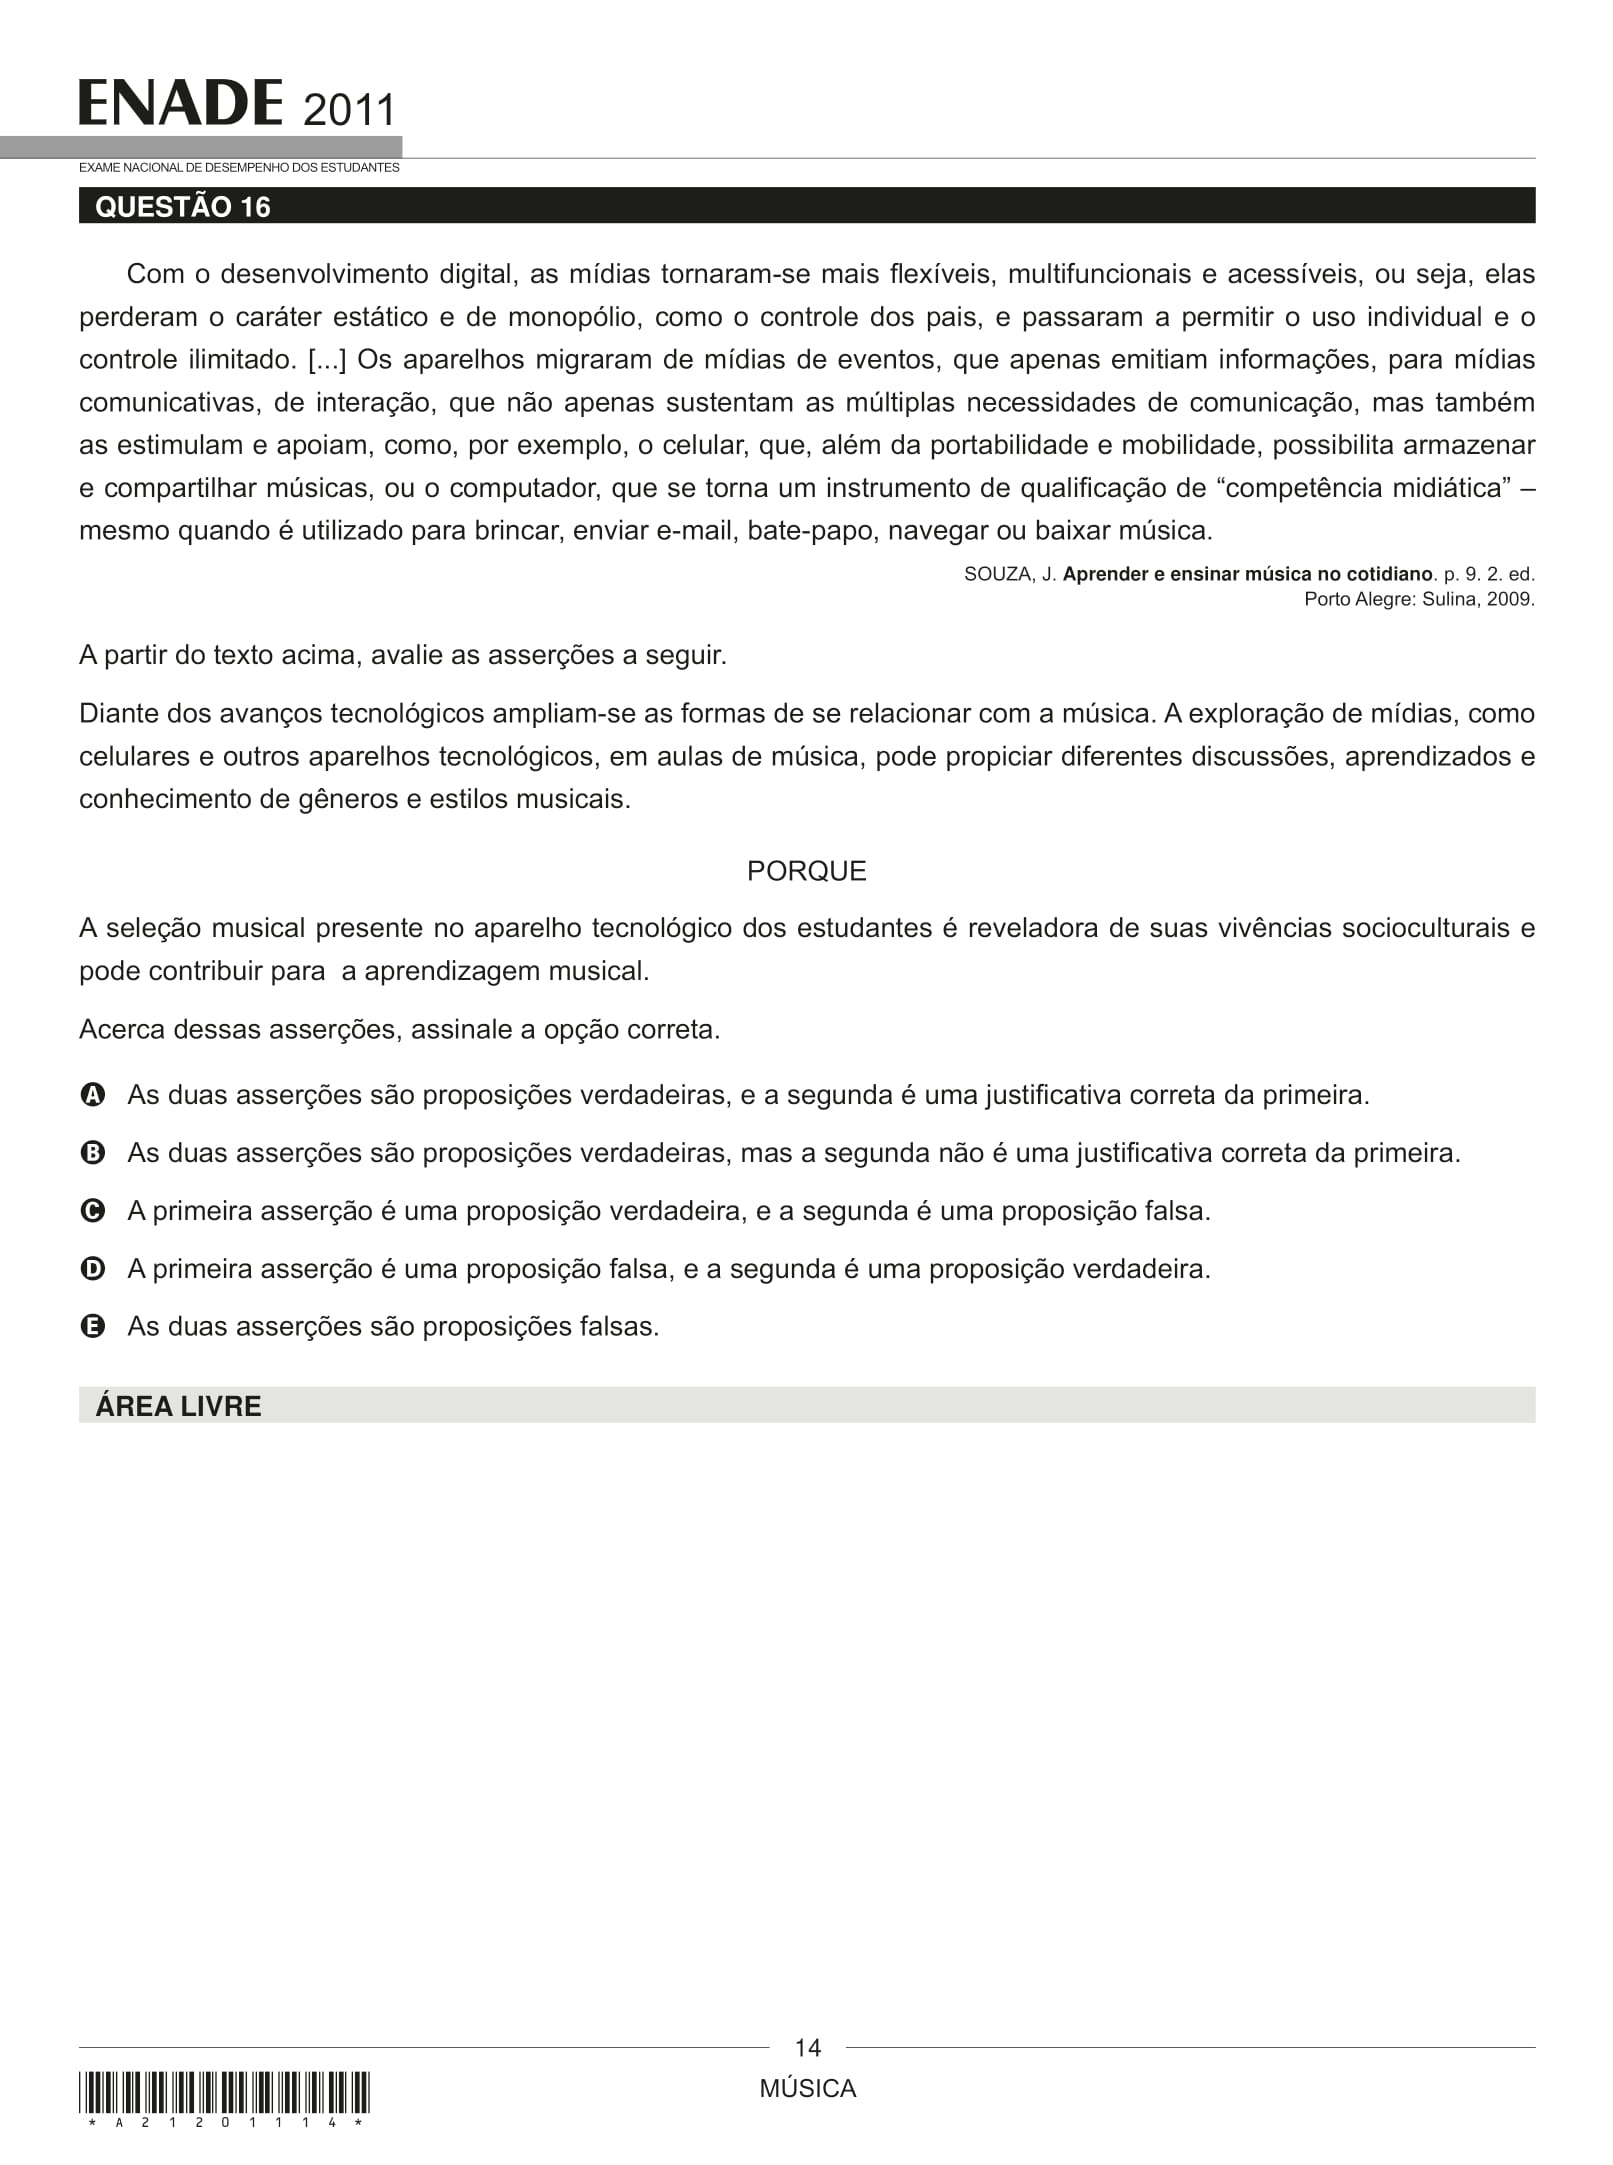 ENADE 2011
EXAME NACIONAL DE DESEMPENHO DOS ESTUDANTES
QUESTÃO 16
Com o desenvolvimento digital, as mídias tornaram-se mais flexíveis, multifuncionais e acessíveis, ou seja, elas
perderam o caráter estático e de monopólio, como o controle dos pais, e passaram a permitir o uso individual e o
controle ilimitado. [...] Os aparelhos migraram de mídias de eventos, que apenas emitiam informações, para mídias
comunicativas, de interação, que não apenas sustentam as múltiplas necessidades de comunicação, mas também
as estimulam e apoiam, como, por exemplo, o celular, que, além da portabilidade e mobilidade, possibilita armazenar
e compartilhar músicas, ou o computador, que se torna um instrumento de qualificação de “competência midiática” –
mesmo quando é utilizado para brincar, enviar e-mail, bate-papo, navegar ou baixar música.
SOUZA, J. Aprender e ensinar música no cotidiano. p. 9. 2. ed.
Porto Alegre: Sulina, 2009.
A partir do texto acima, avalie as asserções a seguir.
Diante dos avanços tecnológicos ampliam-se as formas de se relacionar com a música. A exploração de mídias, como
celulares e outros aparelhos tecnológicos, em aulas de música, pode propiciar diferentes discussões, aprendizados e
conhecimento de gêneros e estilos musicais.
PORQUE
A seleção musical presente no aparelho tecnológico dos estudantes é reveladora de suas vivências socioculturais e
pode contribuir para a aprendizagem musical.
Acerca dessas asserções, assinale a opção correta.
A As duas asserções são proposições verdadeiras, e a segunda é uma justificativa correta da primeira.
B As duas asserções são proposições verdadeiras, mas a segunda não é uma justificativa correta da primeira.
C A primeira asserção é uma proposição verdadeira, e a segunda é uma proposição falsa.
D A primeira asserção é uma proposição falsa, e a segunda é uma proposição verdadeira.
E As duas asserções são proposições falsas.
ÁREA LIVRE
14
MÚSICA
* A 2 1 2 0 1 1 1 4 *